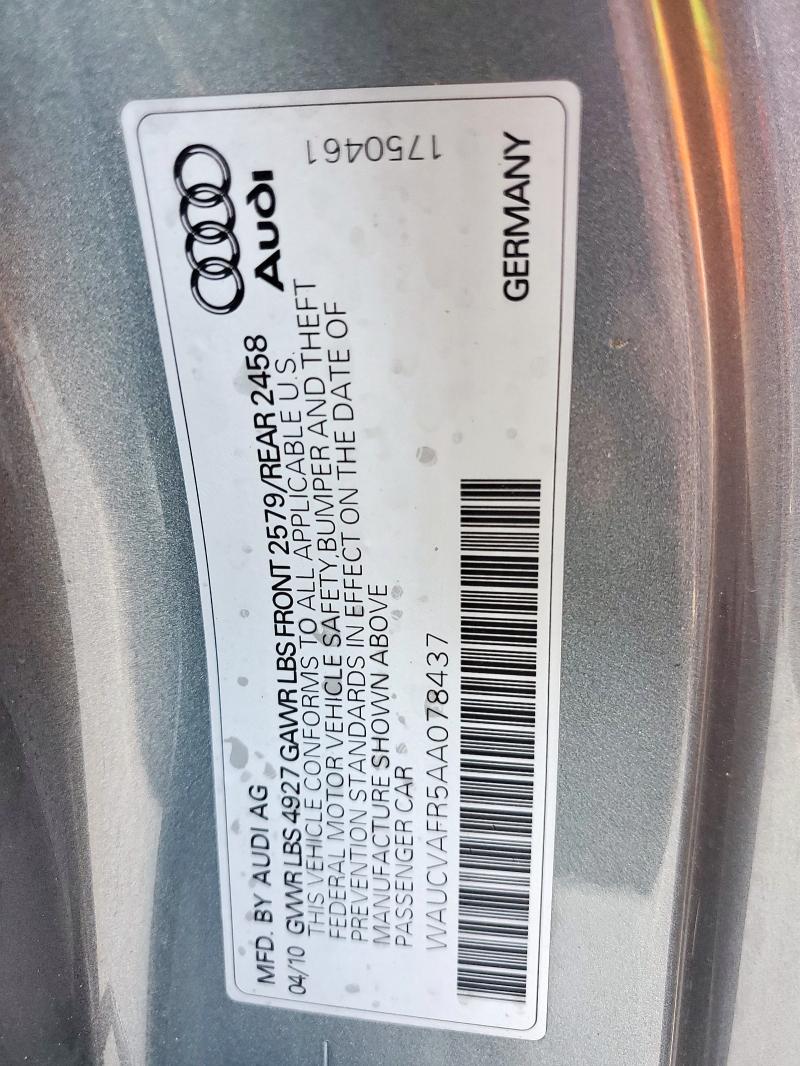 MFD. BY AUDI AG
04/10 GVWR LBS 4927 GAWR LBS FRONT 2579/REAR 2458
THIS VEHICLE CONFORMS TO ALL APPLICABLE U.S.
FEDERAL MOTOR VEHICLE SAFETY,BUMPER AND THEFT
PREVENTION STANDARDS IN EFFECT ON THE DATE OF
MANUFACTURE SHOWN ABOVE
PASSENGER CAR
WAUCVAFR5AA078437
Audi
1750461
GERMANY